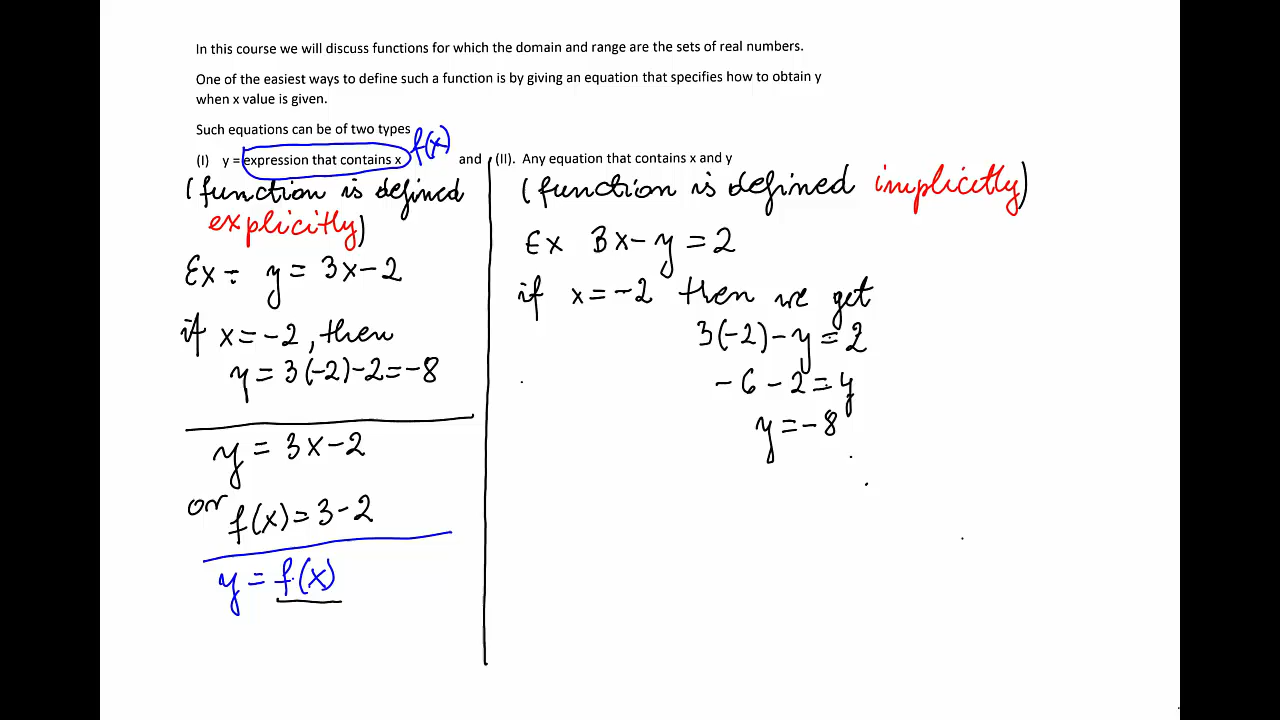 In this course we will discuss functions for which the domain and range are the sets of real numbers.
One of the easiest ways to define such a function is by giving an equation that specifies how to obtain y
when x value is given.
Such equations can be of two types
(I) y = expression that contains x f(x) and (II). Any equation that contains x and y
(function is defined
explicitly)
Ex: y = 3x-2
if x = -2, then
y = 3(-2)-2 = -8
y = 3x-2
or f(x) = 3-2
y = f(x)
(function is defined implicitly)
Ex 3x-y = 2
if x = -2 then we get
3(-2)-y = 2
-6-2 = y
y = -8